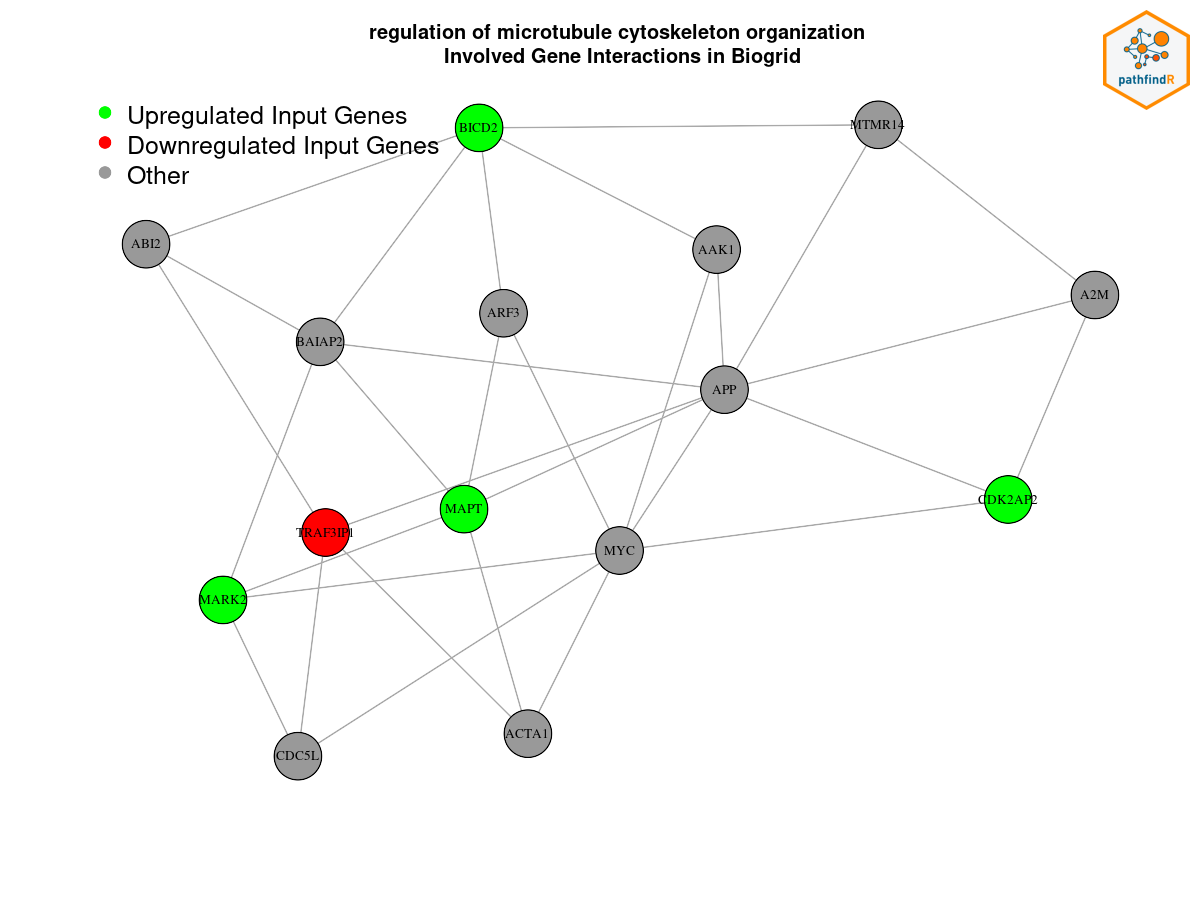 regulation of microtubule cytoskeleton organization
Involved Gene Interactions in Biogrid
pathfindR
Upregulated Input Genes
Downregulated Input Genes
Other
BICD2
MTMR14
ABI2
AAK1
A2M
ARF3
BAIAP2
APP
CDK2AP2
MAPT
TRAF3IP1
MYC
MARK2
ACTA1
CDC5L